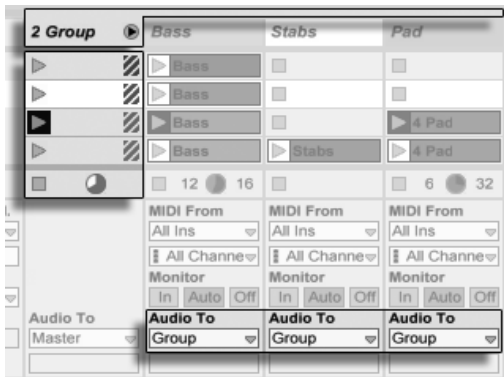 2 Group Bass Stabs Pad
Bass
Bass
Bass 4 Pad
Bass Stabs 4 Pad
12 16 6 32
MIDI From MIDI From MIDI From
All Ins All Ins All Ins
All Channe All Channe All Channe
Monitor Monitor Monitor
In Auto Off In Auto Off In Auto Off
Audio To Audio To Audio To Audio To
Master Group Group Group